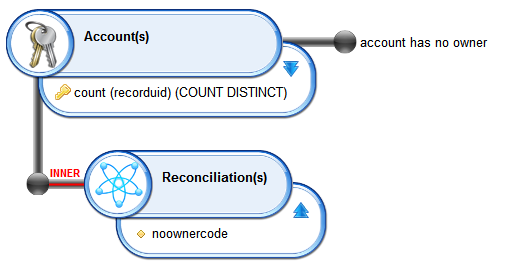 Account(s)
account has no owner
count (recorduid) (COUNT DISTINCT)
INNER
Reconciliation(s)
noownercode